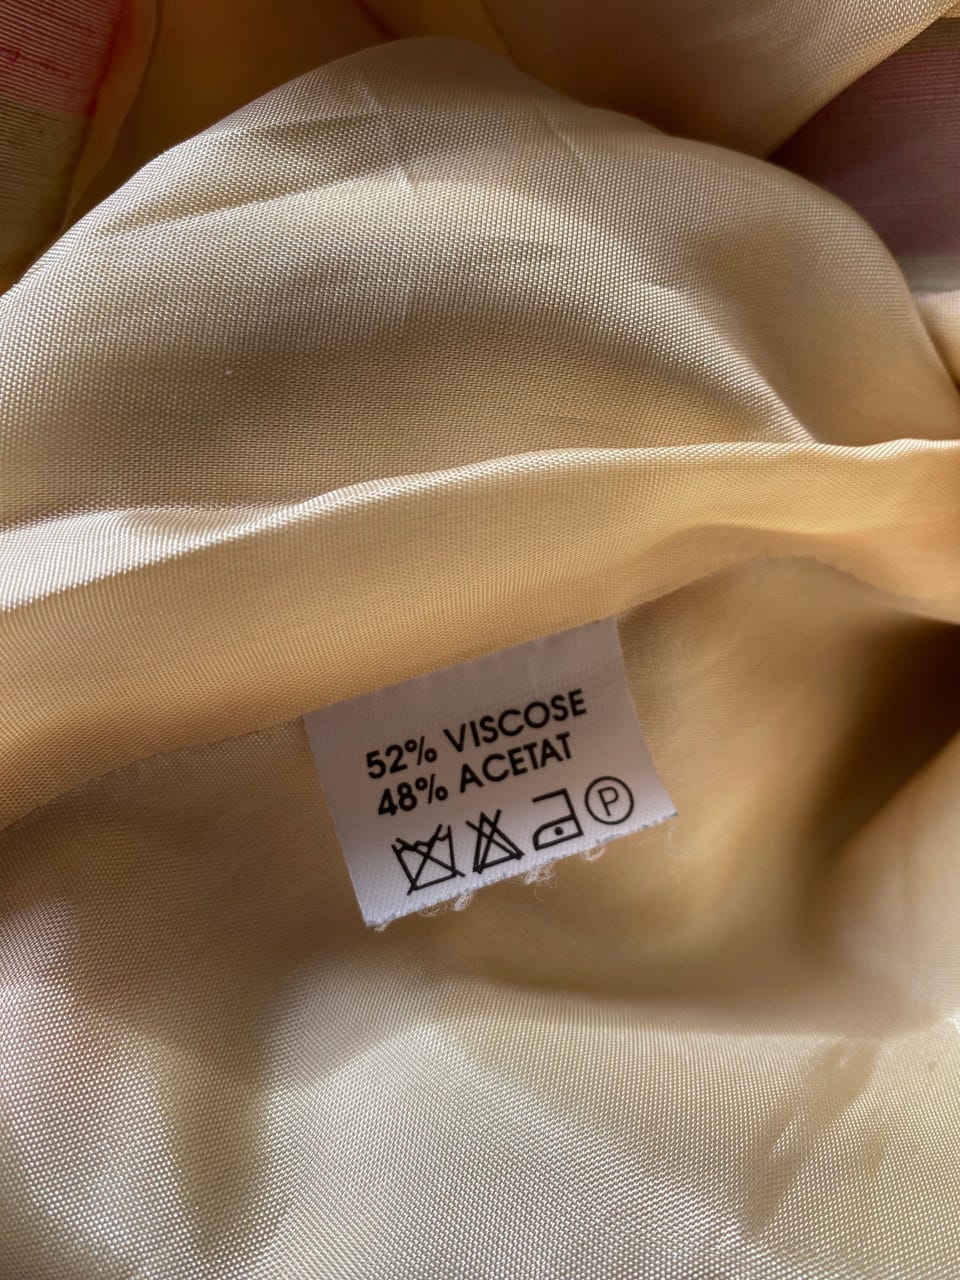 52% VISCOSE
48% ACETAT
P